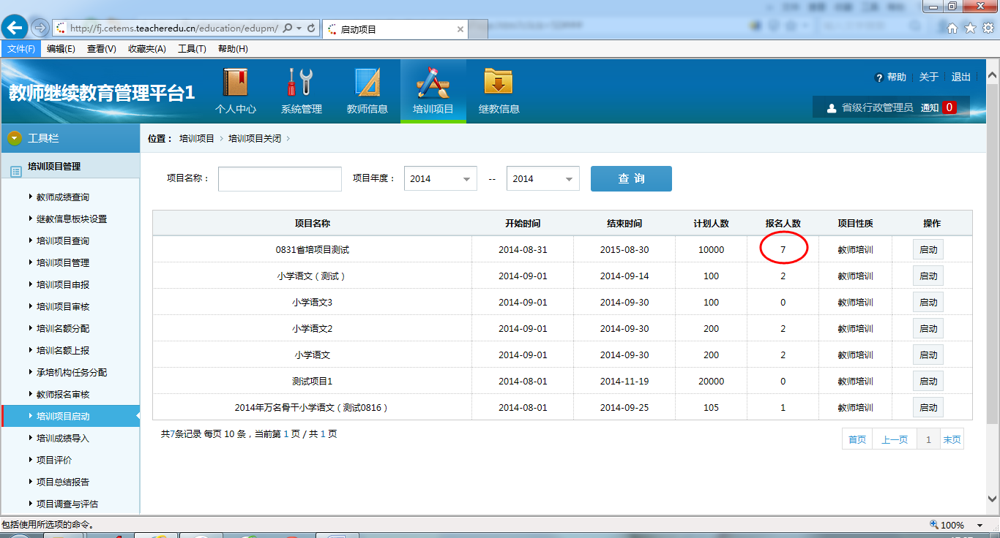 http://fj.cetems.teacheredu.cn/education/edupm/
启动项目
文件(F) 编辑(E) 查看(V) 收藏夹(A) 工具(T) 帮助(H)
教师继续教育管理平台1
个人中心 系统管理 教师信息 培训项目 继教信息
帮助 关于 退出
省级行政管理员 通知 0
工具栏
位置： 培训项目 > 培训项目关闭 >
培训项目管理
教师成绩查询
继教信息板块设置
培训项目查询
培训项目管理
培训项目申报
培训项目审核
培训名额分配
培训名额上报
承培机构任务分配
教师报名审核
培训项目启动
培训成绩导入
项目评价
项目总结报告
项目调查与评估
项目名称： 项目年度： 2014 -- 2014 查 询
项目名称 开始时间 结束时间 计划人数 报名人数 项目性质 操作
0831省培项目测试 2014-08-31 2015-08-30 10000 7 教师培训 启动
小学语文（测试） 2014-09-01 2014-09-14 100 2 教师培训 启动
小学语文3 2014-09-01 2014-09-30 100 0 教师培训 启动
小学语文2 2014-09-01 2014-09-30 200 2 教师培训 启动
小学语文 2014-09-01 2014-09-30 200 2 教师培训 启动
测试项目1 2014-08-01 2014-11-19 20000 0 教师培训 启动
2014年万名骨干小学语文（测试0816） 2014-08-01 2014-09-25 105 1 教师培训 启动
共7条记录 每页 10 条，当前第 1 页 / 共 1 页
首页 上一页 1 末页
包括使用所选项的命令。
100%